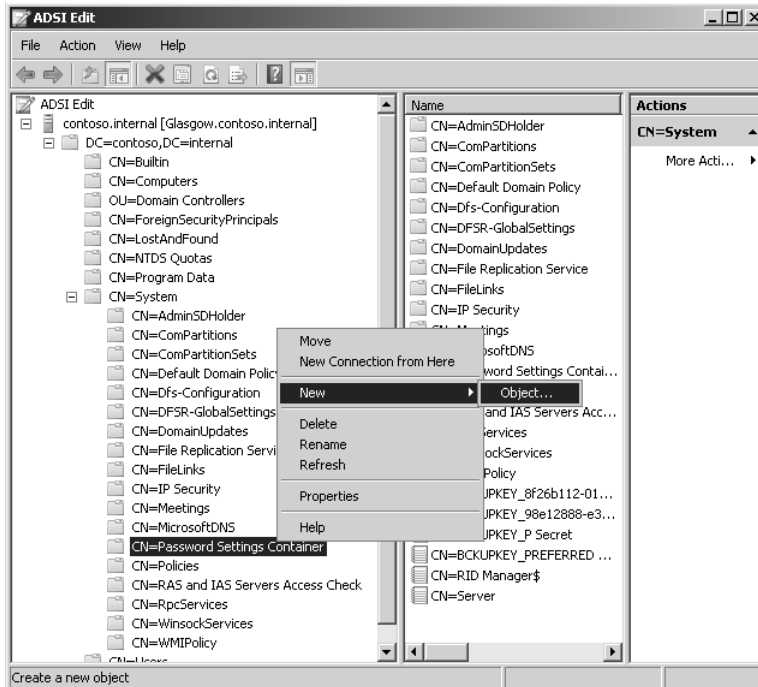 ADSI Edit
File Action View Help
ADSI Edit
contoso.internal [Glasgow.contoso.internal]
DC=contoso,DC=internal
CN=Builtin
CN=Computers
OU=Domain Controllers
CN=ForeignSecurityPrincipals
CN=LostAndFound
CN=NTDS Quotas
CN=Program Data
CN=System
CN=AdminSDHolder
CN=ComPartitions
CN=ComPartitionSets
CN=Default Domain Polic
CN=Dfs-Configuration
CN=DFSR-GlobalSettings
CN=DomainUpdates
CN=File Replication Servi
CN=FileLinks
CN=IP Security
CN=Meetings
CN=MicrosoftDNS
CN=Password Settings Container
CN=Policies
CN=RAS and IAS Servers Access Check
CN=RpcServices
CN=WinsockServices
CN=WMIPolicy
CN=Users
Move
New Connection from Here
New
Object...
Delete
Rename
Refresh
Properties
Help
Name
CN=AdminSDHolder
CN=ComPartitions
CN=ComPartitionSets
CN=Default Domain Policy
CN=Dfs-Configuration
CN=DFSR-GlobalSettings
CN=DomainUpdates
CN=File Replication Service
CN=FileLinks
CN=IP Security
tings
osoftDNS
word Settings Contai...
and IAS Servers Acc...
ervices
ockServices
Policy
UPKEY_8f26b112-01...
UPKEY_98e12888-e3...
UPKEY_P Secret
CN=BCKUPKEY_PREFERRED ...
CN=RID Manager$
CN=Server
Actions
CN=System
More Acti...
Create a new object